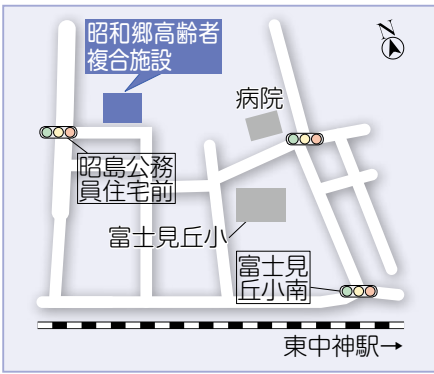 昭和郷高齢者
複合施設
N
病院
昭島公務
員住宅前
富士見丘小
富士見
丘小南
東中神駅→